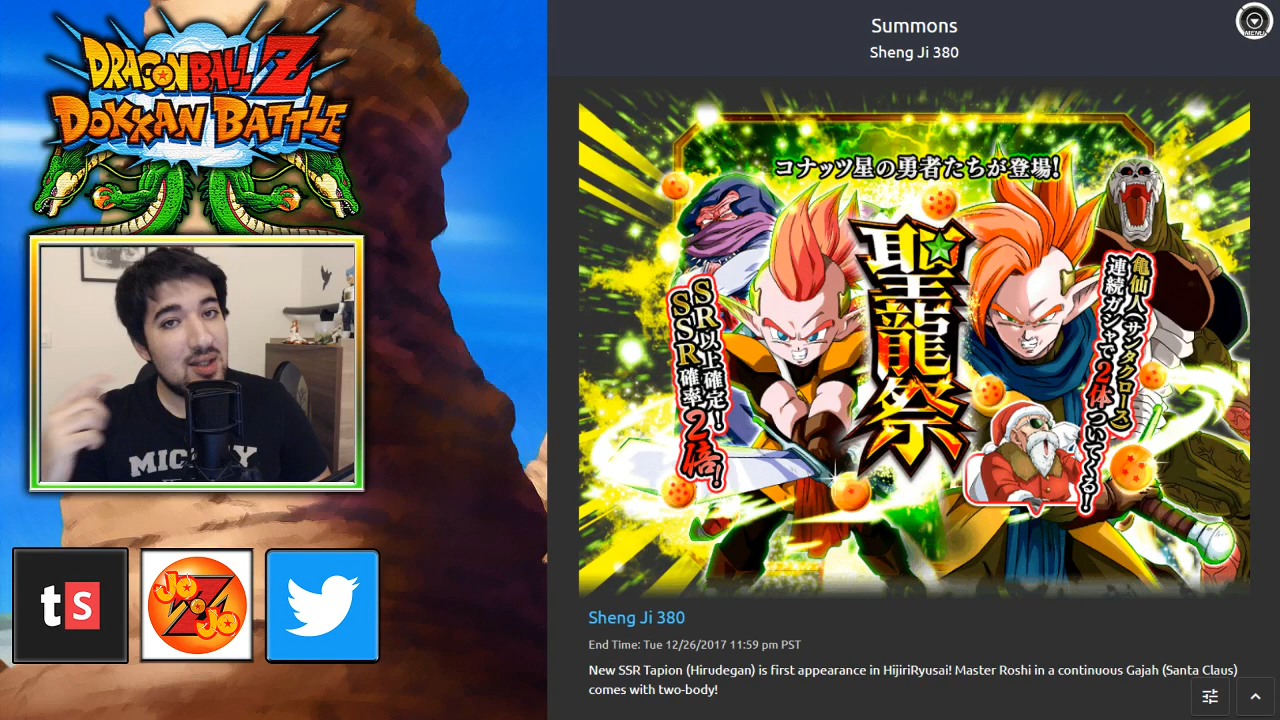 DRAGON BALL Z
DOKKAN BATTLE
ts
JO
Z
JO
Summons
Sheng Ji 380
MENU
コナッツ星の勇者たちが登場!
聖龍祭
SR以上確定!
SSR確率2倍!
亀仙人(サンタクロース)
連続ガシャで2体ついてくる!
Sheng Ji 380
End Time: Tue 12/26/2017 11:59 pm PST
New SSR Tapion (Hirudegan) is first appearance in HijiriRyusai! Master Roshi in a continuous Gajah (Santa Claus)
comes with two-body!